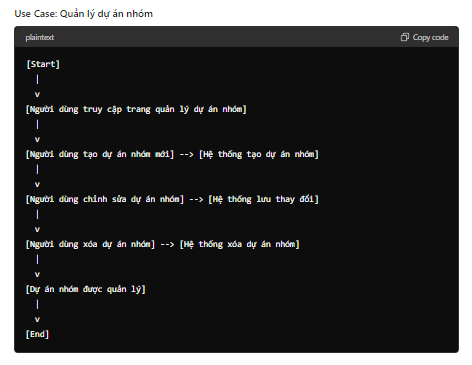 Use Case: Quản lý dự án nhóm
plaintext
Copy code
[Start]
|
v
[Người dùng truy cập trang quản lý dự án nhóm]
|
v
[Người dùng tạo dự án nhóm mới] --> [Hệ thống tạo dự án nhóm]
|
v
[Người dùng chỉnh sửa dự án nhóm] --> [Hệ thống lưu thay đổi]
|
v
[Người dùng xóa dự án nhóm] --> [Hệ thống xóa dự án nhóm]
|
v
[Dự án nhóm được quản lý]
|
v
[End]